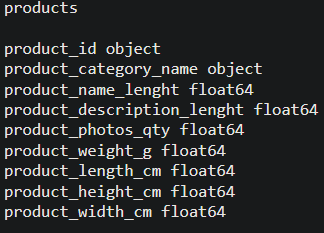 products
product_id object
product_category_name object
product_name_lenght float64
product_description_lenght float64
product_photos_qty float64
product_weight_g float64
product_length_cm float64
product_height_cm float64
product_width_cm float64